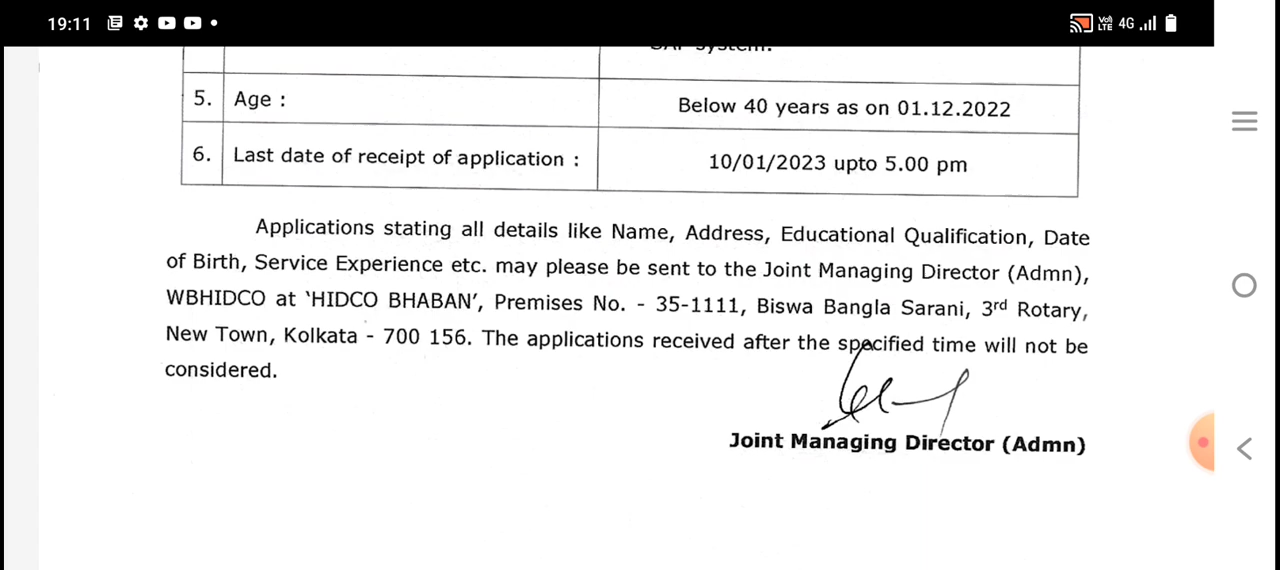 19:11
VoD LTE 4G
SAP system.
5. Age : Below 40 years as on 01.12.2022
6. Last date of receipt of application : 10/01/2023 upto 5.00 pm
Applications stating all details like Name, Address, Educational Qualification, Date
of Birth, Service Experience etc. may please be sent to the Joint Managing Director (Admn),
WBHIDCO at ‘HIDCO BHABAN’, Premises No. - 35-1111, Biswa Bangla Sarani, 3rd Rotary,
New Town, Kolkata - 700 156. The applications received after the specified time will not be
considered.
Joint Managing Director (Admn)